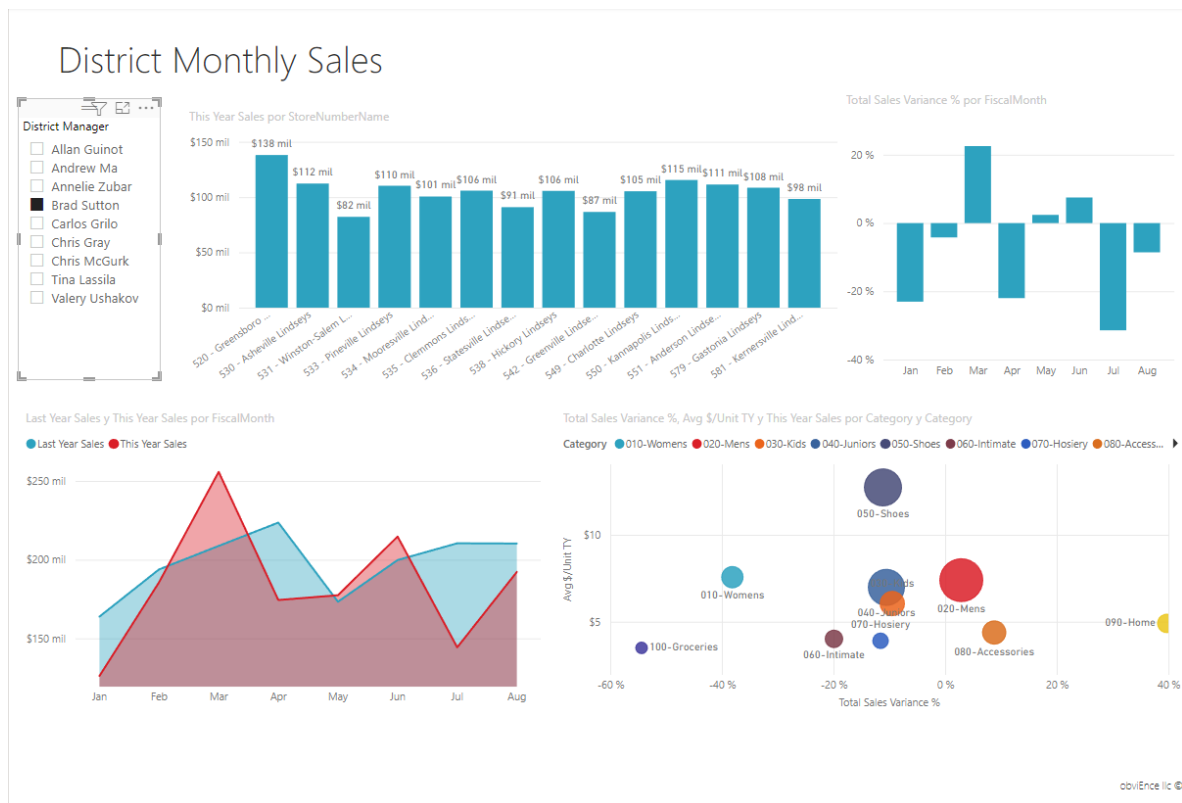 District Monthly Sales
District Manager
Allan Guinot
Andrew Ma
Annelie Zubar
Brad Sutton
Carlos Grilo
Chris Gray
Chris McGurk
Tina Lassila
Valery Ushakov
This Year Sales por StoreNumberName
$150 mil
$100 mil
$50 mil
$0 mil
$138 mil
$112 mil
$82 mil
$110 mil
$101 mil
$106 mil
$91 mil
$106 mil
$87 mil
$105 mil
$115 mil
$111 mil
$108 mil
$98 mil
520 - Greensboro ...
530 - Asheville Lindseys
531 - Winston-Salem L...
533 - Pineville Lindseys
534 - Mooresville Lind...
535 - Clemmons Linds...
536 - Statesville Lindse...
538 - Hickory Lindseys
542 - Greenville Lindse...
549 - Charlotte Lindseys
550 - Kannapolis Linds...
551 - Anderson Lindse...
579 - Gastonia Lindseys
581 - Kernersville Lind...
Total Sales Variance % por FiscalMonth
20 %
0 %
-20 %
-40 %
Jan Feb Mar Apr May Jun Jul Aug
Last Year Sales y This Year Sales por FiscalMonth
Last Year Sales This Year Sales
$250 mil
$200 mil
$150 mil
Jan Feb Mar Apr May Jun Jul Aug
Total Sales Variance %, Avg $/Unit TY y This Year Sales por Category y Category
Category 010-Womens 020-Mens 030-Kids 040-Juniors 050-Shoes 060-Intimate 070-Hosiery 080-Access...
Avg $/Unit TY
$10
$5
050-Shoes
010-Womens
040-Juniors
020-Mens
070-Hosiery
090-Home
100-Groceries
060-Intimate
080-Accessories
-60 % -40 % -20 % 0 % 20 % 40 %
Total Sales Variance %
obviEnce llc ©